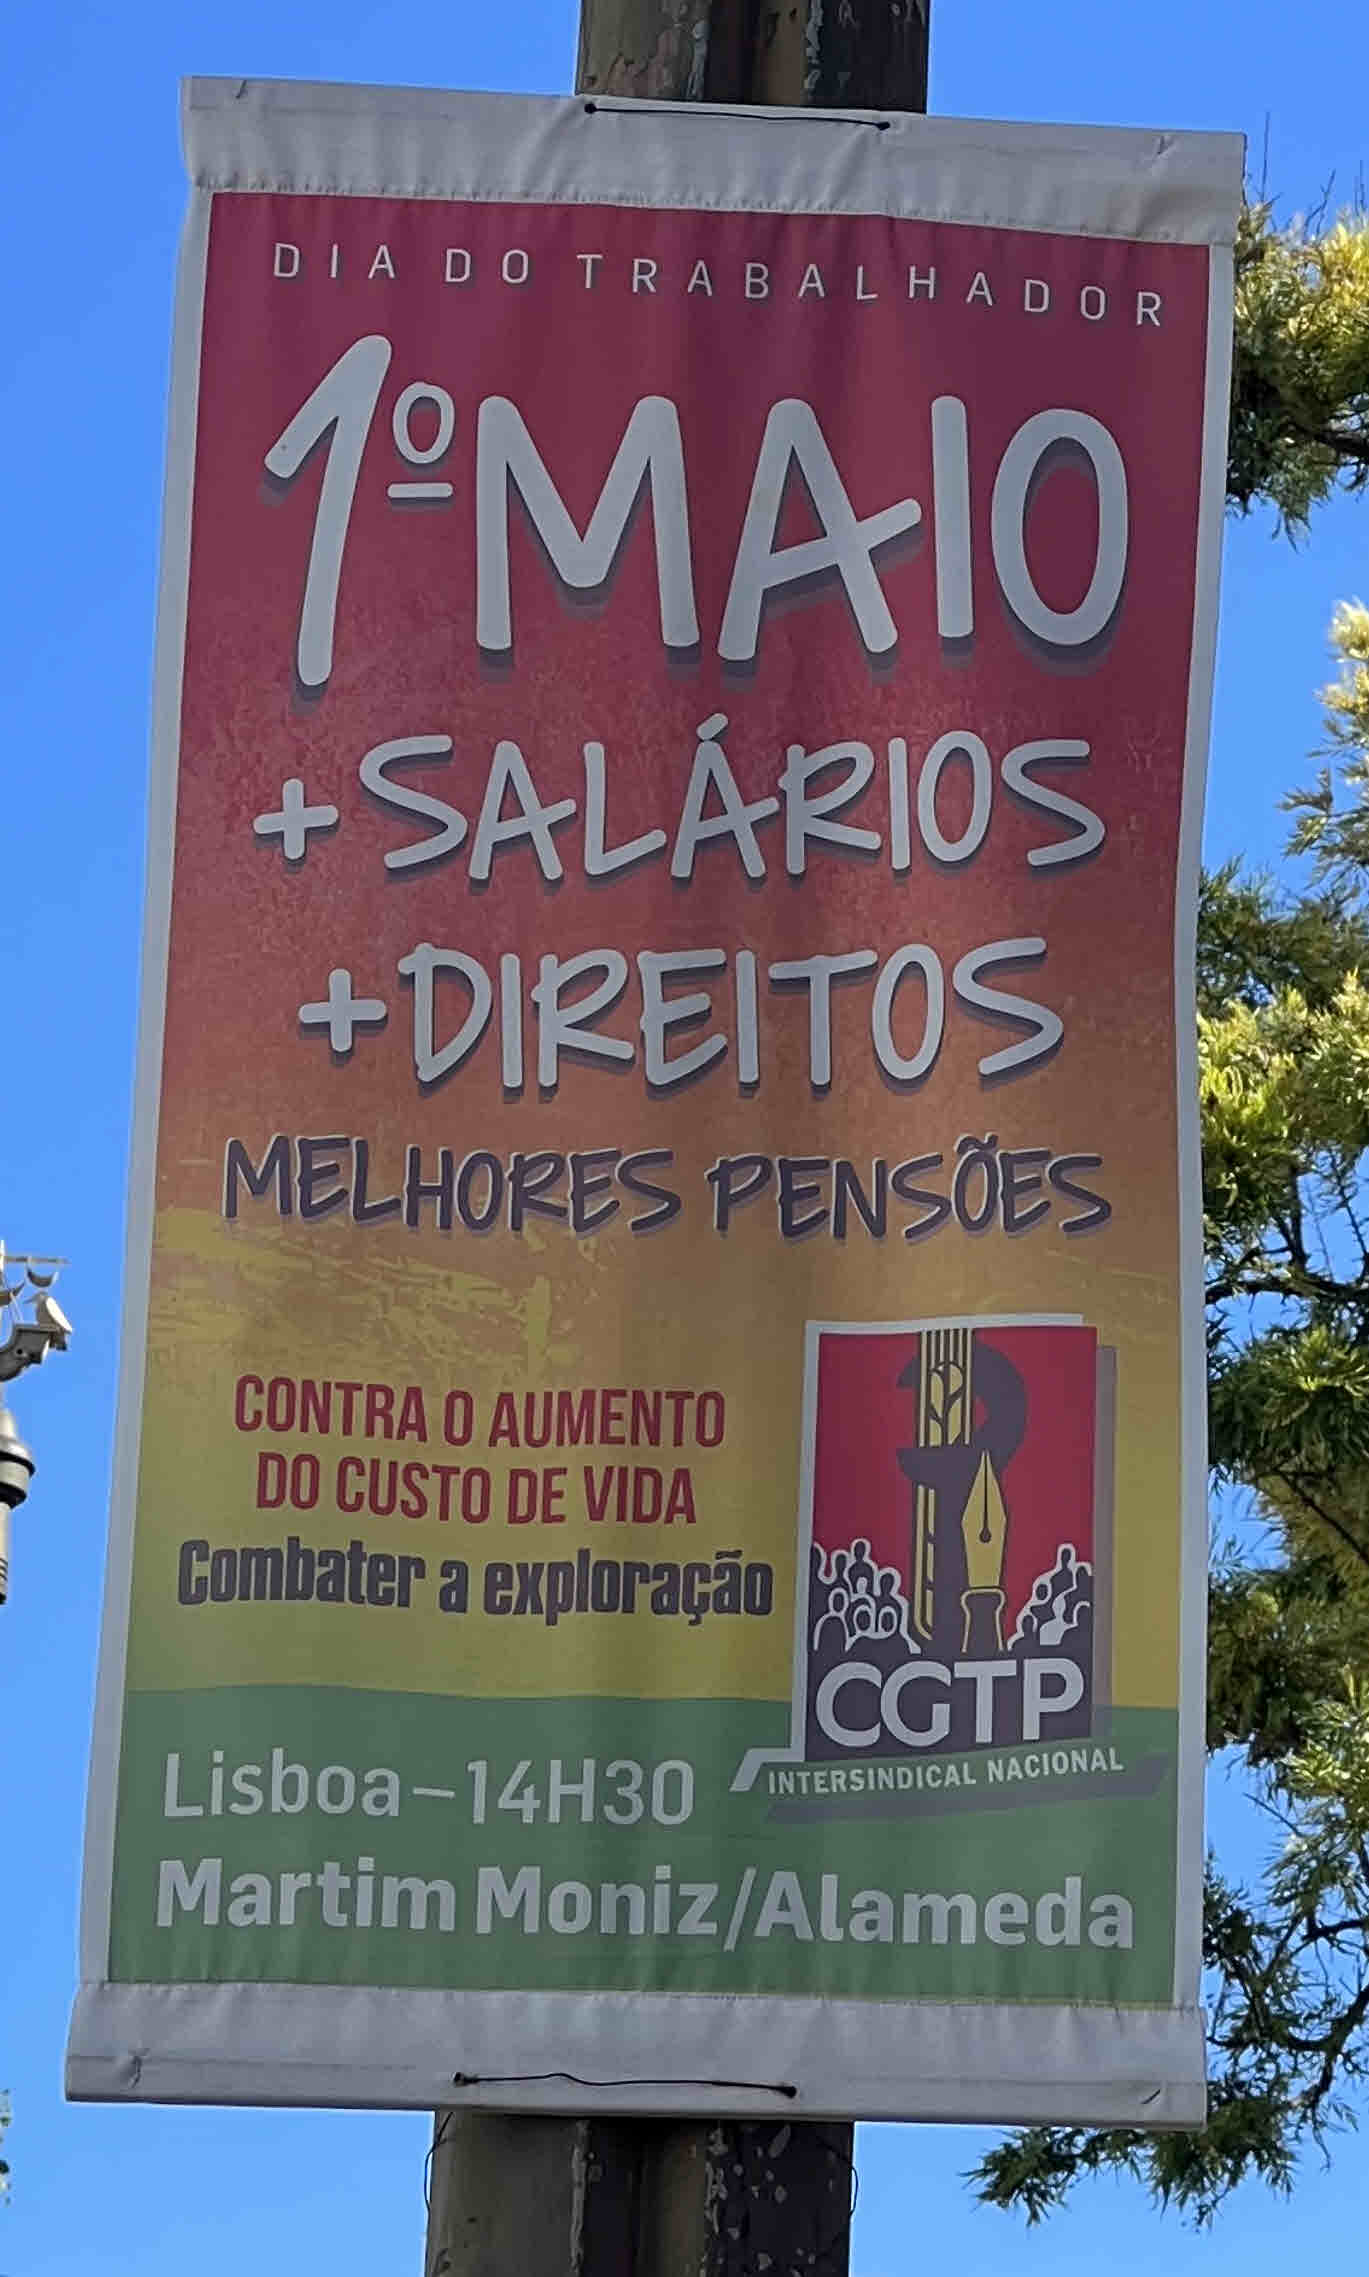 DIA DO TRABALHADOR
1º MAIO
+SALÁRIOS
+DIREITOS
MELHORES PENSÕES
CONTRA O AUMENTO
DO CUSTO DE VIDA
Combater a exploração
CGTP
INTERSINDICAL NACIONAL
Lisboa – 14H30
Martim Moniz/Alameda